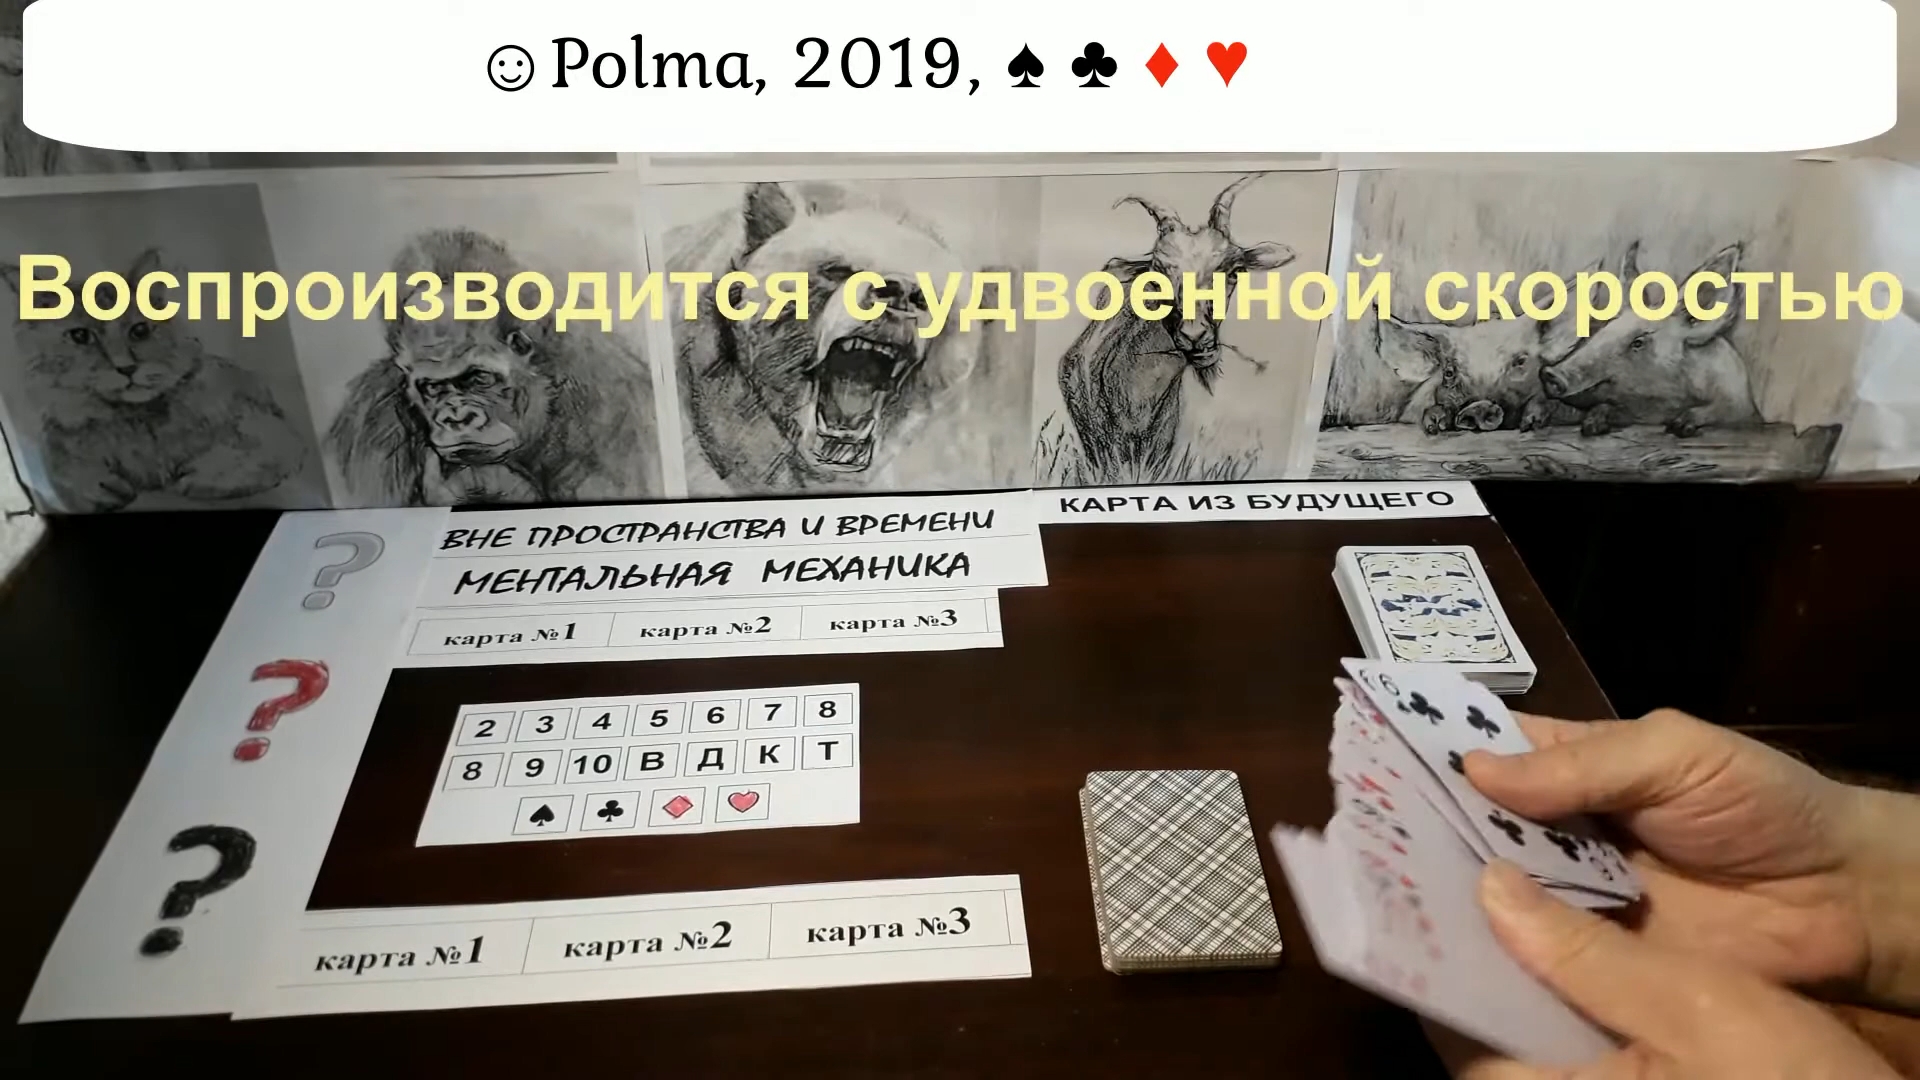 ☺Polma, 2019, ♠ ♣ ♦ ♥
Воспроизводится с удвоенной скоростью
ВНЕ ПРОСТРАНСТВА И ВРЕМЕНИ
МЕНТАЛЬНАЯ МЕХАНИКА
КАРТА ИЗ БУДУЩЕГО
карта №1 карта №2 карта №3
2 3 4 5 6 7 8
8 9 10 В Д К Т
♠ ♣ ♦ ♥
? ? ?
карта №1 карта №2 карта №3
6